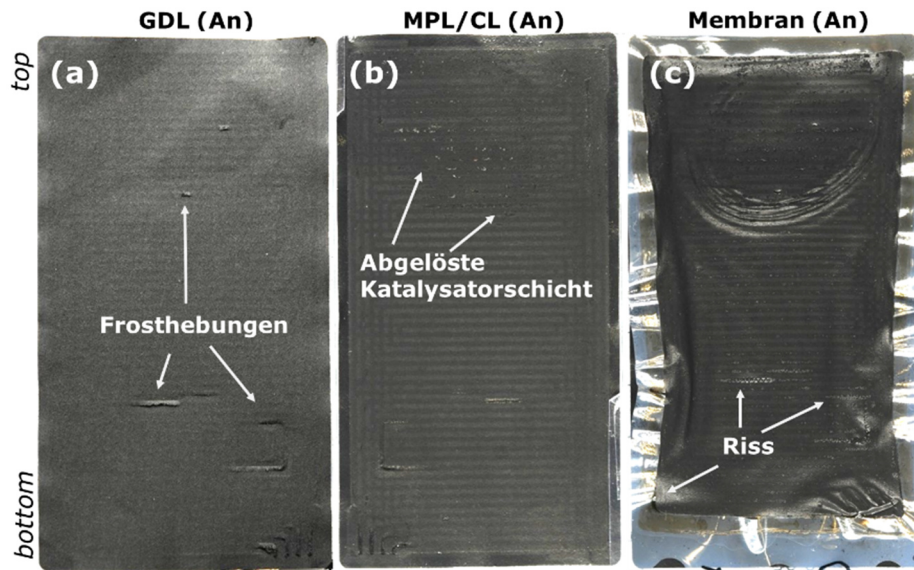 GDL (An)
MPL/CL (An)
Membran (An)
top
(a)
(b)
(c)
Abgelöste
Katalysatorschicht
Frosthebungen
Riss
bottom